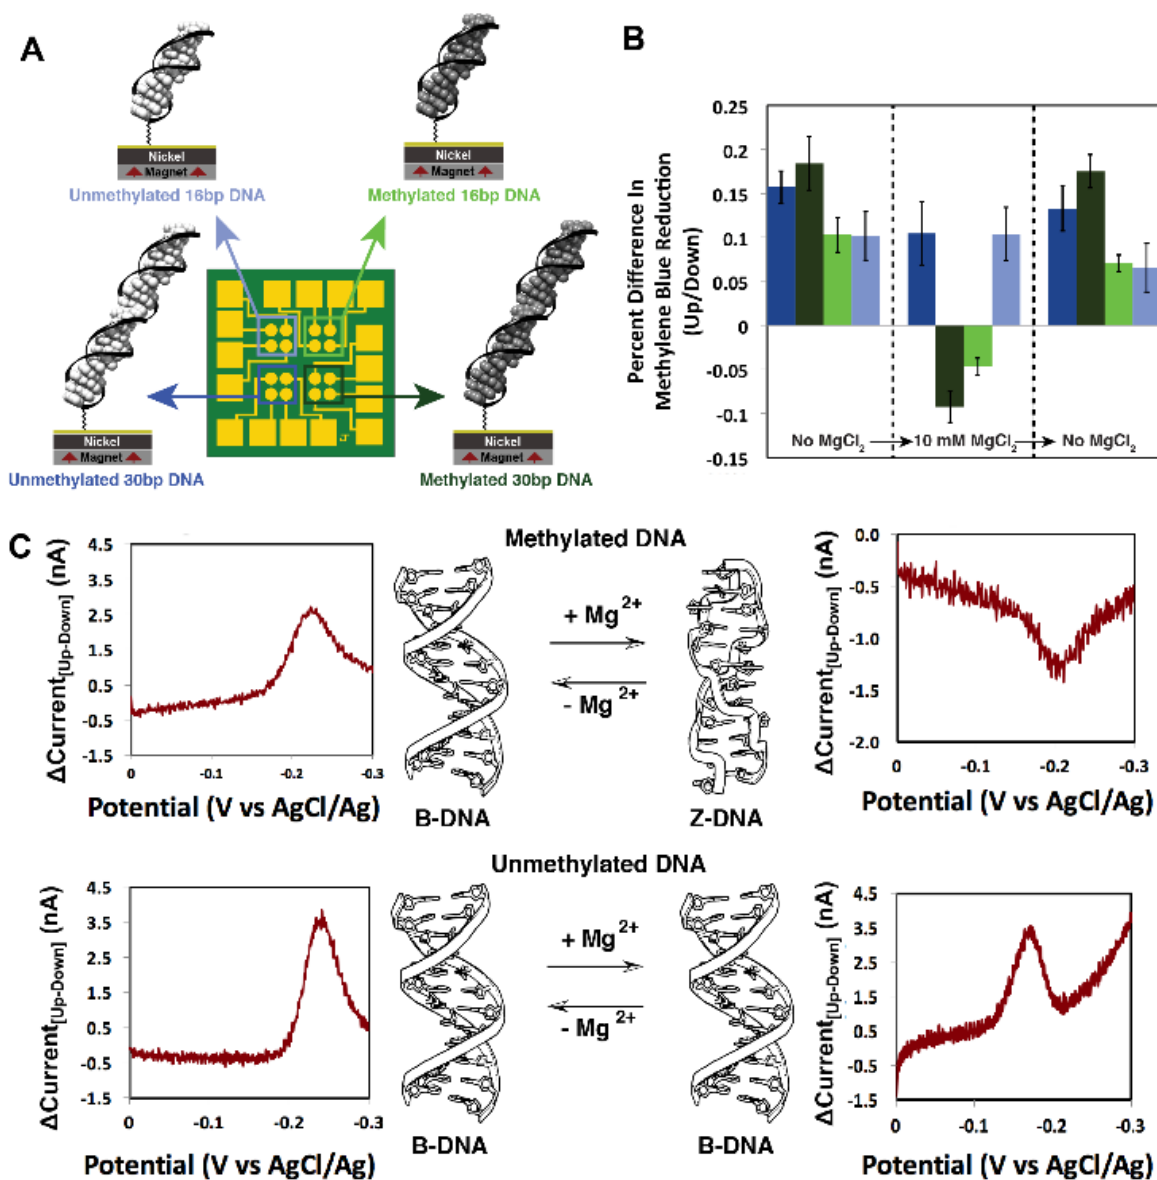 A
Nickel
Magnet
Unmethylated 16bp DNA
Nickel
Magnet
Methylated 16bp DNA
Nickel
Magnet
Unmethylated 30bp DNA
Nickel
Magnet
Methylated 30bp DNA
B
Percent Difference In
Methylene Blue Reduction
(Up/Down)
0.25
0.2
0.15
0.1
0.05
0
-0.05
-0.1
-0.15
No MgCl2
10 mM MgCl2
No MgCl2
C
Methylated DNA
ΔCurrent[Up-Down] (nA)
4.5
3.5
2.5
1.5
0.5
-0.5
-1.5
0
-0.1
-0.2
-0.3
Potential (V vs AgCl/Ag)
B-DNA
+ Mg 2+
- Mg 2+
Z-DNA
ΔCurrent[Up-Down] (nA)
0.0
-0.5
-1.0
-1.5
-2.0
0
-0.1
-0.2
-0.3
Potential (V vs AgCl/Ag)
Unmethylated DNA
ΔCurrent[Up-Down] (nA)
4.5
3.5
2.5
1.5
0.5
-0.5
-1.5
0
-0.1
-0.2
-0.3
Potential (V vs AgCl/Ag)
B-DNA
+ Mg 2+
- Mg 2+
B-DNA
ΔCurrent[Up-Down] (nA)
4.5
3.5
2.5
1.5
0.5
-0.5
-1.5
0
-0.1
-0.2
-0.3
Potential (V vs AgCl/Ag)